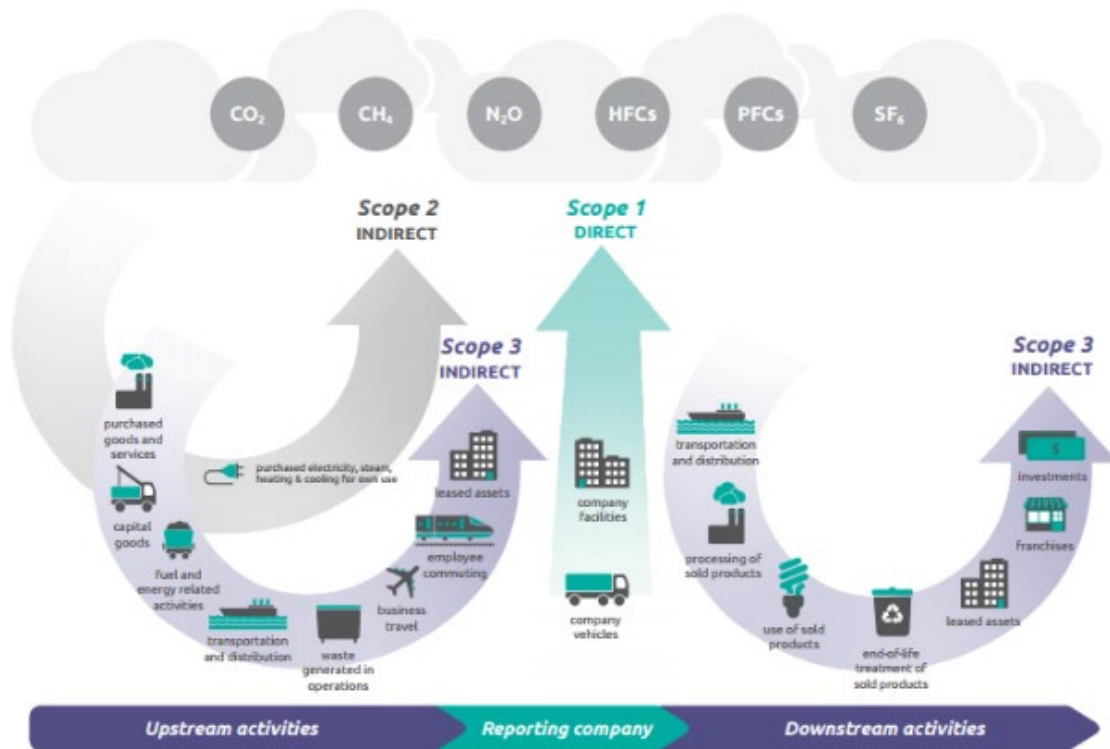 CO₂
CH₄
N₂O
HFCs
PFCs
SF₆
Scope 2
INDIRECT
Scope 1
DIRECT
Scope 3
INDIRECT
Scope 3
INDIRECT
purchased
goods and
services
capital
goods
fuel and
energy related
activities
transportation
and distribution
waste
generated in
operations
business
travel
employee
commuting
leased assets
purchased electricity, steam,
heating & cooling for own use
company
facilities
company
vehicles
transportation
and distribution
processing of
sold products
use of sold
products
end-of-life
treatment of
sold products
leased assets
franchises
$
investments
Upstream activities
Reporting company
Downstream activities